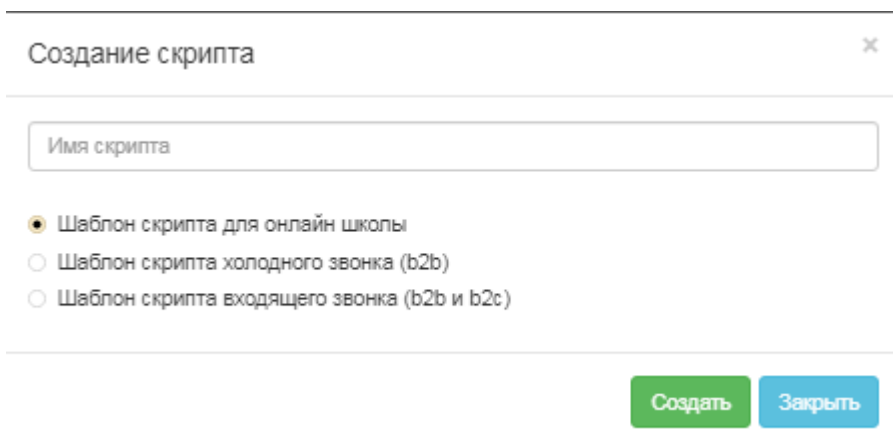 Создание скрипта
×
Имя скрипта
Шаблон скрипта для онлайн школы
Шаблон скрипта холодного звонка (b2b)
Шаблон скрипта входящего звонка (b2b и b2c)
Создать Закрыть